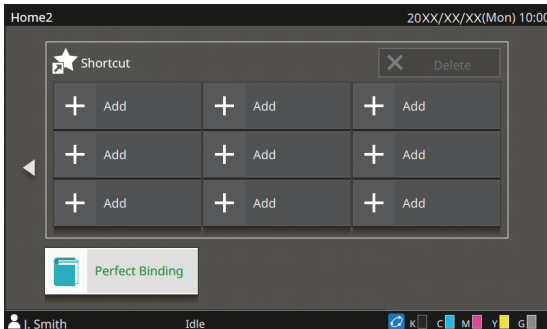 Home2 20XX/XX/XX(Mon) 10:00
Shortcut Delete
Add Add Add
Add Add Add
Add Add Add
Perfect Binding
J. Smith Idle K C M Y G